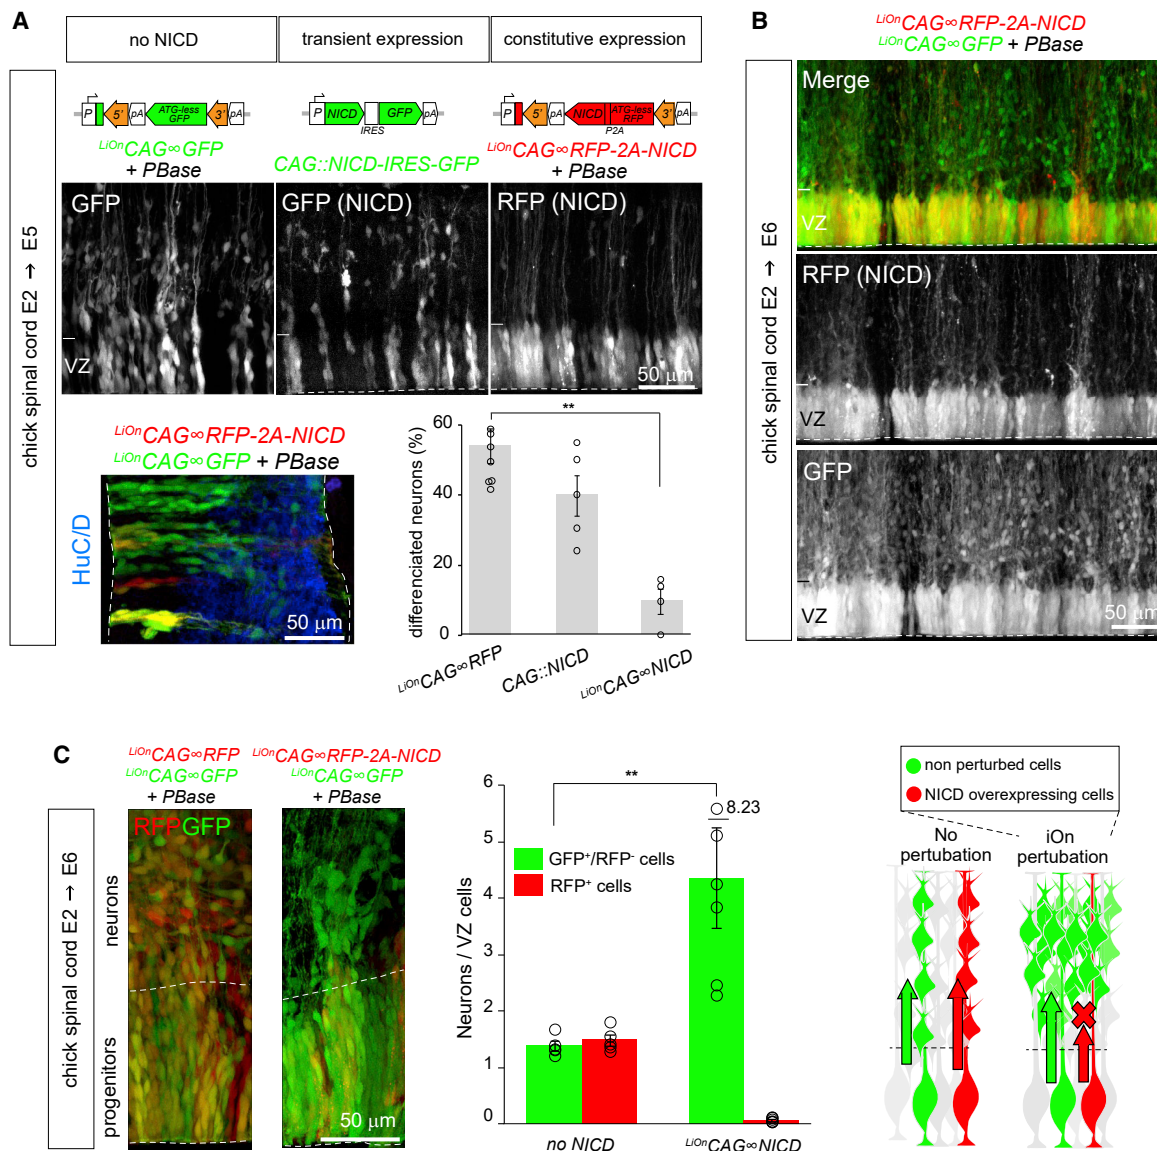 A
no NICD
transient expression
constitutive expression
chick spinal cord E2 → E5
P 5' pA ATG-less GFP 3' pA
P NICD IRES GFP pA
P 5' pA NICD P2A ATG-less RFP 3' pA
LiOnCAG∞GFP
+ PBase
CAG::NICD-IRES-GFP
LiOnCAG∞RFP-2A-NICD
+ PBase
GFP
VZ
GFP (NICD)
RFP (NICD)
50 µm
LiOnCAG∞RFP-2A-NICD
LiOnCAG∞GFP + PBase
HuC/D
50 µm
differenciated neurons (%)
60
40
20
0
**
LiOnCAG∞RFP
CAG::NICD
LiOnCAG∞NICD
B
LiOnCAG∞RFP-2A-NICD
LiOnCAG∞GFP + PBase
chick spinal cord E2 → E6
Merge
VZ
RFP (NICD)
VZ
GFP
VZ
50 µm
C
LiOnCAG∞RFP
LiOnCAG∞GFP
+ PBase
LiOnCAG∞RFP-2A-NICD
LiOnCAG∞GFP
+ PBase
chick spinal cord E2 → E6
neurons
progenitors
RFPGFP
50 µm
Neurons / VZ cells
6
5
4
3
2
1
0
**
8.23
GFP+/RFP- cells
RFP+ cells
no NICD
LiOnCAG∞NICD
non perturbed cells
NICD overexpressing cells
No
pertubation
iOn
pertubation